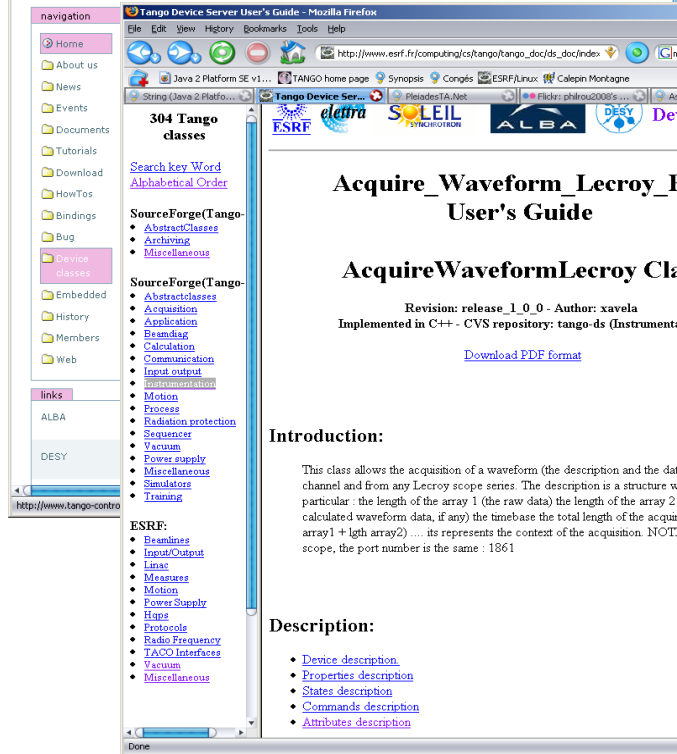 navigation
Home
About us
News
Events
Documents
Tutorials
Download
HowTos
Bindings
Bug
Device
classes
Embedded
History
Members
Web
links
ALBA
DESY
http://www.tango-contro
Tango Device Server User's Guide - Mozilla Firefox
File Edit View History Bookmarks Tools Help
http://www.esrf.fr/computing/cs/tango/tango_doc/ds_doc/index
Java 2 Platform SE v1... TANGO home page Synopsis Congés ESRF/Linux Calepin Montagne
String (Java 2 Platfo... Tango Device Ser... PleiadesTA.Net Flickr: philrou2008's ... As
304 Tango
classes
Search key Word
Alphabetical Order
SourceForge(Tango-
AbstractClasses
Archiving
Miscellaneous
SourceForge(Tango-
Abstractclasses
Acquisition
Application
Beamdiag
Calculation
Communication
Input output
Instrumentation
Motion
Process
Radiation protection
Sequencer
Vacuum
Power supply
Miscellaneous
Simulators
Training
ESRF:
Beamlines
Input/Output
Linac
Measures
Motion
Power Supply
Hqps
Protocols
Radio Frequency
TACO Interfaces
Vacuum
Miscellaneous
ESRF elettra SOLEIL SYNCHROTRON ALBA DESY De
Acquire_Waveform_Lecroy_
User's Guide
AcquireWaveformLecroy Cla
Revision: release_1_0_0 - Author: xavela
Implemented in C++ - CVS repository: tango-ds (Instrumenta
Download PDF format
Introduction:
This class allows the acquisition of a waveform (the description and the dat
channel and from any Lecroy scope series. The description is a structure w
particular : the length of the array 1 (the raw data) the length of the array 2
calculated waveform data, if any) the timebase the total length of the acqui
array1 + lgth array2) .... its represents the context of the acquisition. NOT
scope, the port number is the same : 1861
Description:
Device description.
Properties description
States description
Commands description
Attributes description
Done